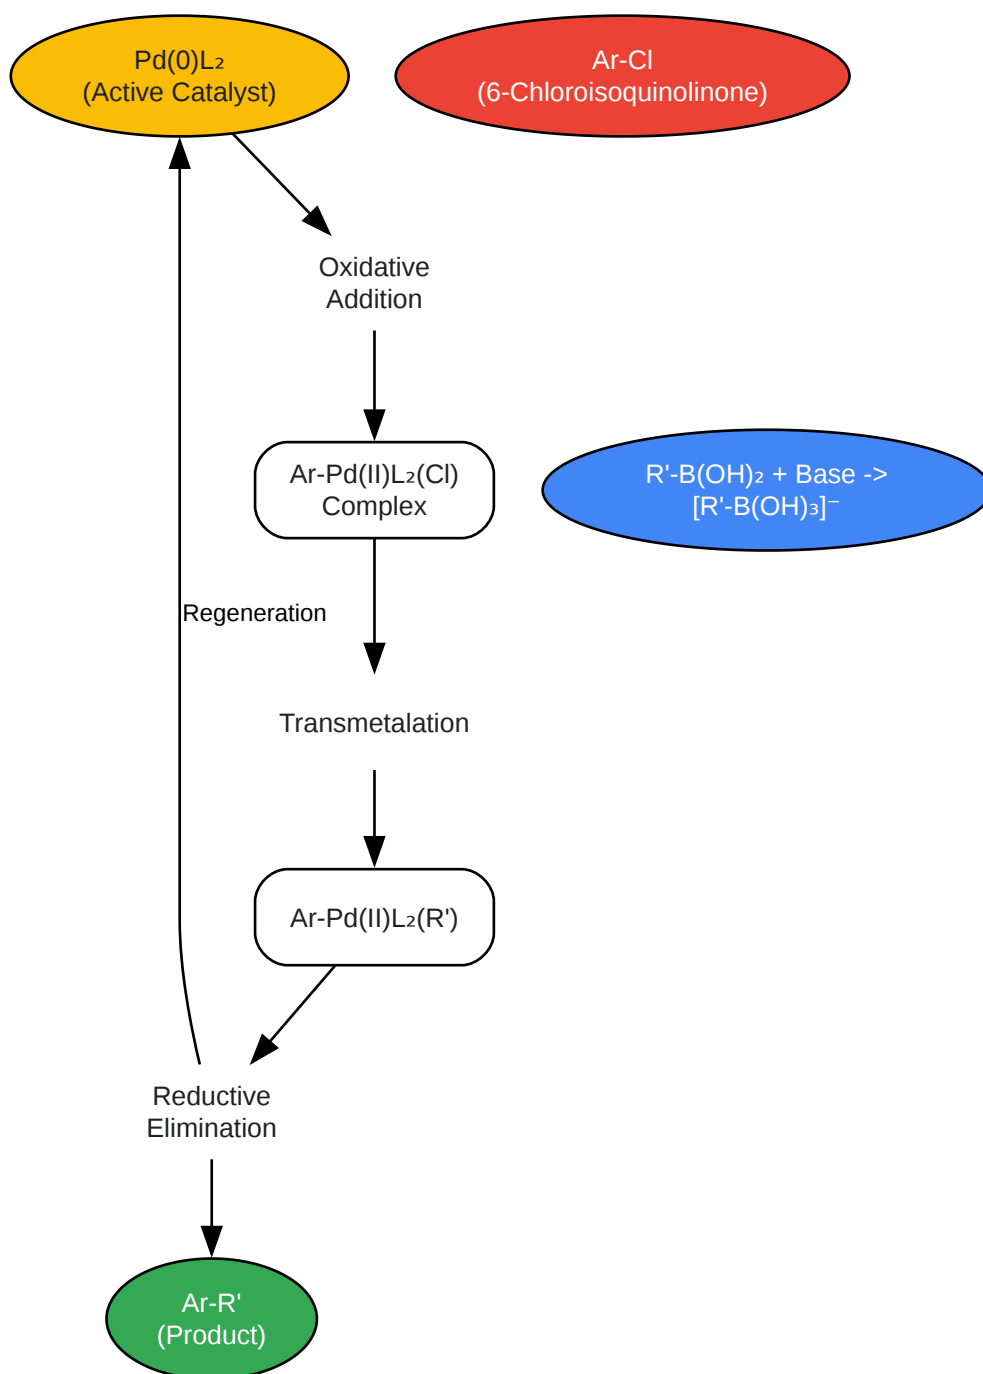 Pd(0)L₂
(Active Catalyst)
Ar-Cl
(6-Chloroisoquinolinone)
Oxidative
Addition
Ar-Pd(II)L₂(Cl)
Complex
R'-B(OH)₂ + Base ->
[R'-B(OH)₃]⁻
Regeneration
Transmetalation
Ar-Pd(II)L₂(R')
Reductive
Elimination
Ar-R'
(Product)